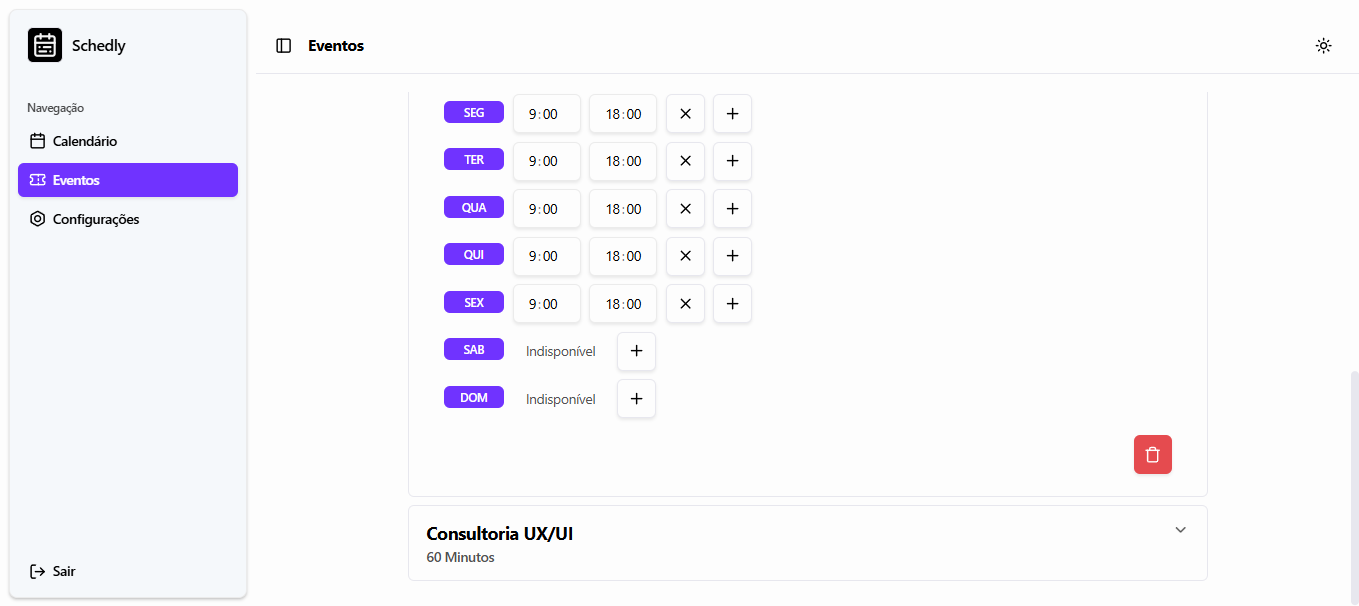 Schedly
Navegação
Calendário
Eventos
Configurações
Sair
Eventos
SEG 9:00 18:00
TER 9:00 18:00
QUA 9:00 18:00
QUI 9:00 18:00
SEX 9:00 18:00
SAB Indisponível
DOM Indisponível
Consultoria UX/UI
60 Minutos